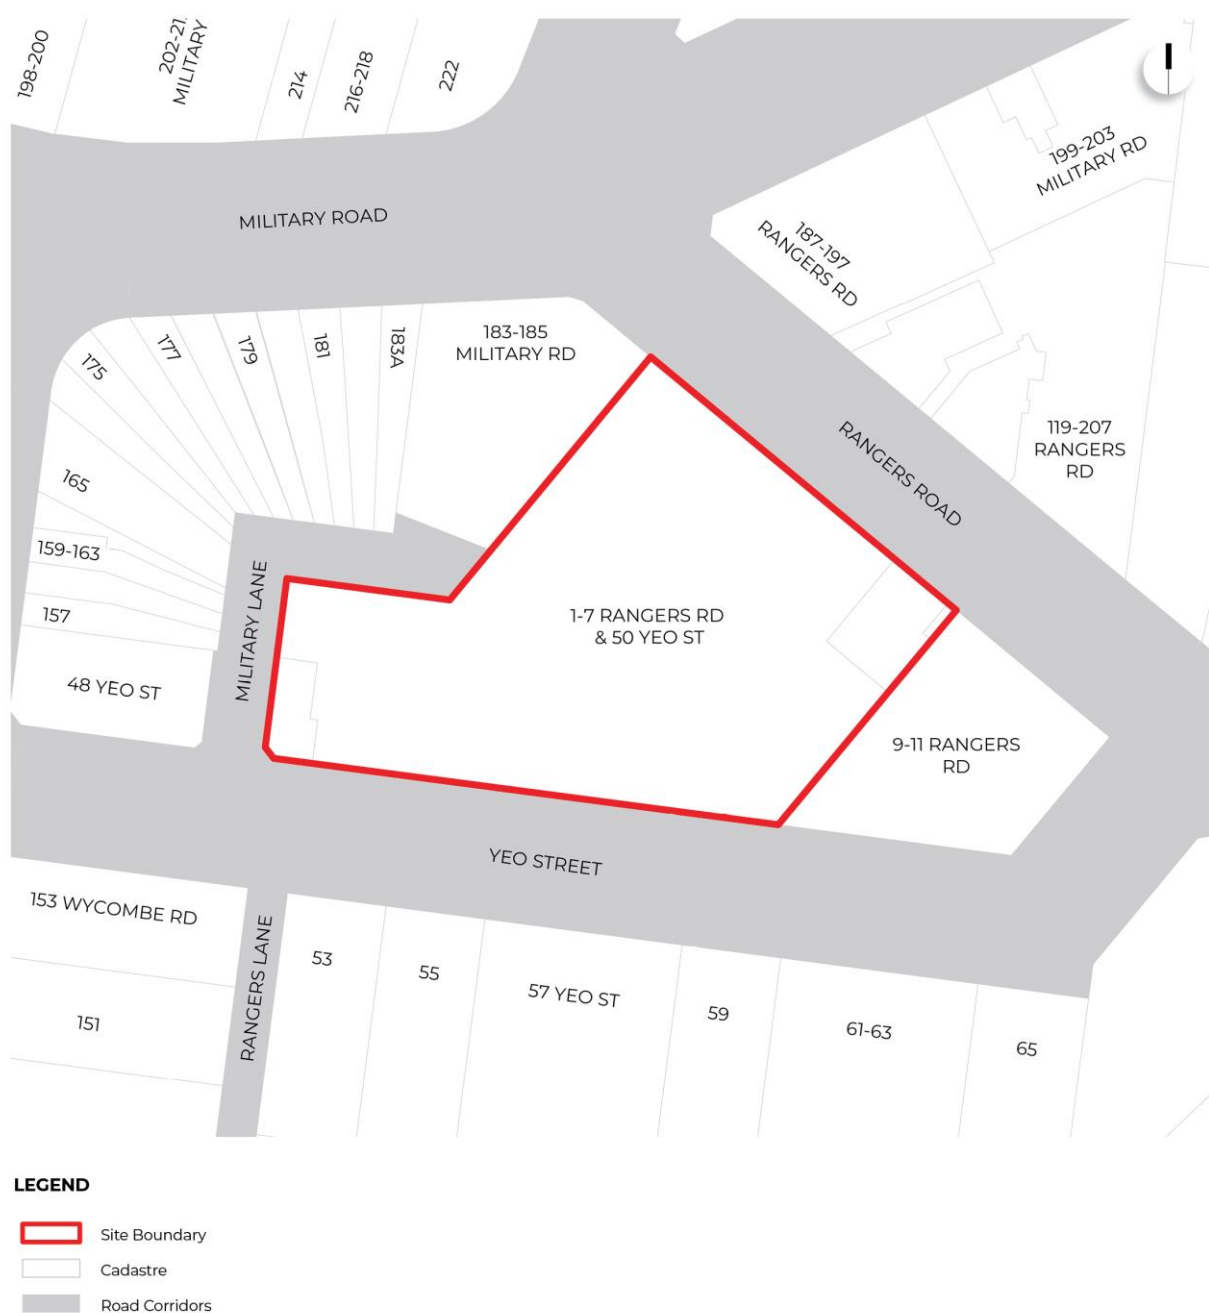 198-200
202-21
MILITARY
214
216-218
222
199-203
MILITARY RD
MILITARY ROAD
187-197
RANGERS RD
183-185
MILITARY RD
175
177
179
181
183A
RANGERS ROAD
119-207
RANGERS
RD
165
159-163
157
48 YEO ST
MILITARY LANE
1-7 RANGERS RD
& 50 YEO ST
9-11 RANGERS
RD
YEO STREET
153 WYCOMBE RD
151
RANGERS LANE
53
55
57 YEO ST
59
61-63
65
LEGEND
Site Boundary
Cadastre
Road Corridors